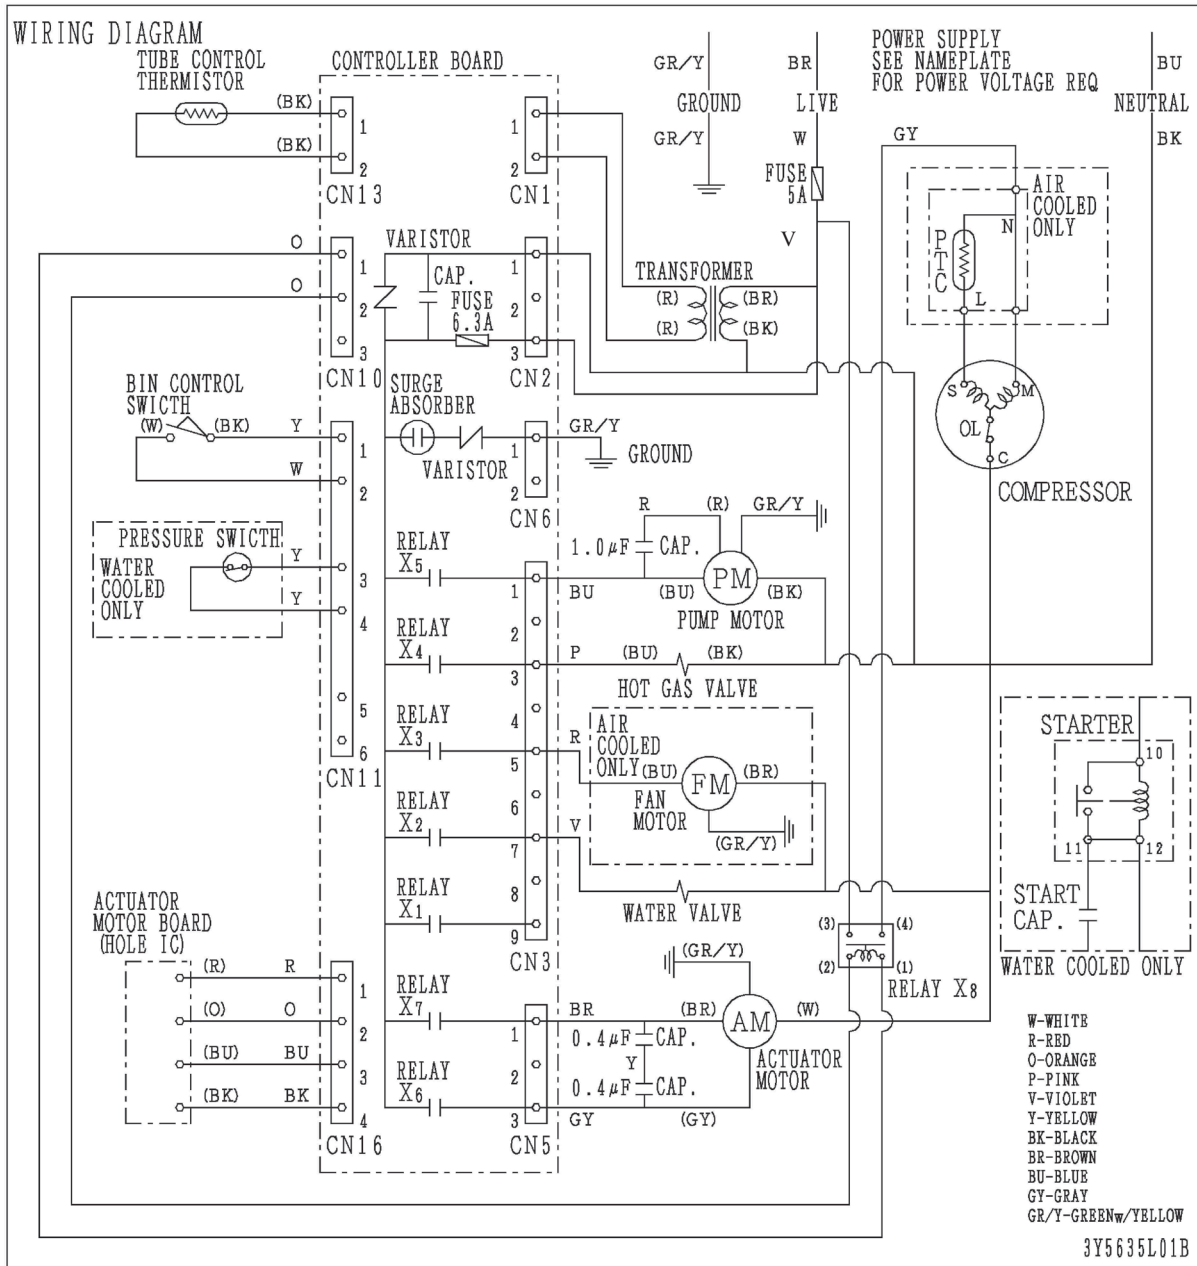 WIRING DIAGRAM
TUBE CONTROL
THERMISTOR
(BK)
(BK)
CONTROLLER BOARD
1
2
CN13
1
2
CN1
GR/Y
GROUND
GR/Y
BR
LIVE
W
FUSE
5A
V
POWER SUPPLY
SEE NAMEPLATE
FOR POWER VOLTAGE REQ
BU
NEUTRAL
BK
GY
AIR
COOLED
ONLY
N
PTC
L
O
O
1
2
3
CN10
VARISTOR
CAP.
FUSE
6.3A
1
2
3
CN2
TRANSFORMER
(R)
(BR)
(R)
(BK)
S
M
OL
C
COMPRESSOR
BIN CONTROL
SWICTH
(W)
(BK)
Y
W
1
2
SURGE
ABSORBER
VARISTOR
1
2
CN6
GR/Y
GROUND
PRESSURE SWICTH
WATER
COOLED
ONLY
Y
Y
3
4
5
6
CN11
RELAY
X5
RELAY
X4
RELAY
X3
RELAY
X2
RELAY
X1
1
2
3
4
5
6
7
8
9
CN3
R
(R)
GR/Y
1.0μF
CAP.
BU
(BU)
PM
(BK)
PUMP MOTOR
P
(BU)
(BK)
HOT GAS VALVE
R
AIR
COOLED
ONLY
(BU)
FM
(BR)
FAN
MOTOR
(GR/Y)
V
WATER VALVE
STARTER
10
11
12
START
CAP.
WATER COOLED ONLY
(3)
(4)
(2)
(1)
RELAY X8
ACTUATOR
MOTOR BOARD
(HOLE IC)
(R)
R
(O)
O
(BU)
BU
(BK)
BK
1
2
3
4
CN16
RELAY
X7
RELAY
X6
1
2
3
CN5
(GR/Y)
BR
(BR)
AM
(W)
0.4μF
CAP.
Y
0.4μF
CAP.
ACTUATOR
MOTOR
GY
(GY)
W-WHITE
R-RED
O-ORANGE
P-PINK
V-VIOLET
Y-YELLOW
BK-BLACK
BR-BROWN
BU-BLUE
GY-GRAY
GR/Y-GREENw/YELLOW
3Y5635L01B